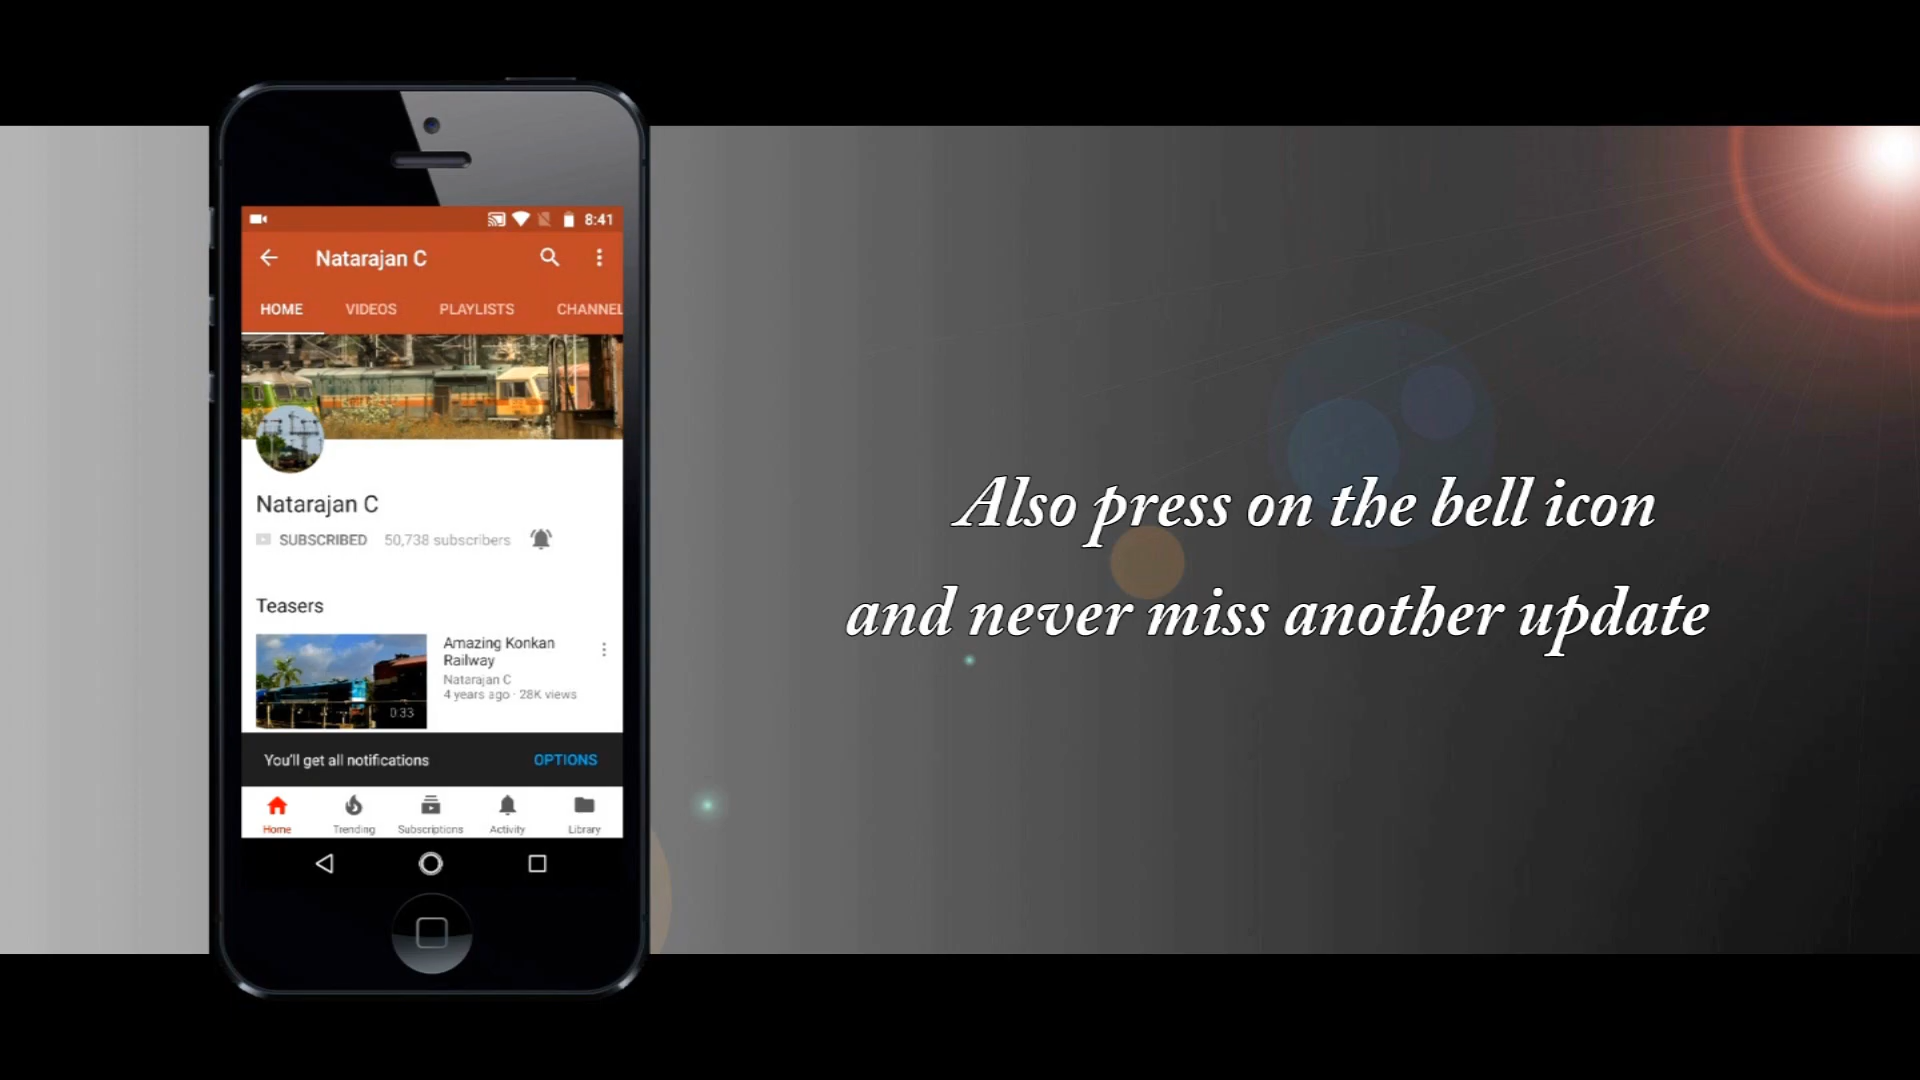 8:41
Natarajan C
HOME VIDEOS PLAYLISTS CHANNEL
Natarajan C
SUBSCRIBED 50,738 subscribers
Teasers
Amazing Konkan
Railway
Natarajan C
4 years ago · 28K views
0:33
You'll get all notifications OPTIONS
Home Trending Subscriptions Activity Library
Also press on the bell icon
and never miss another update